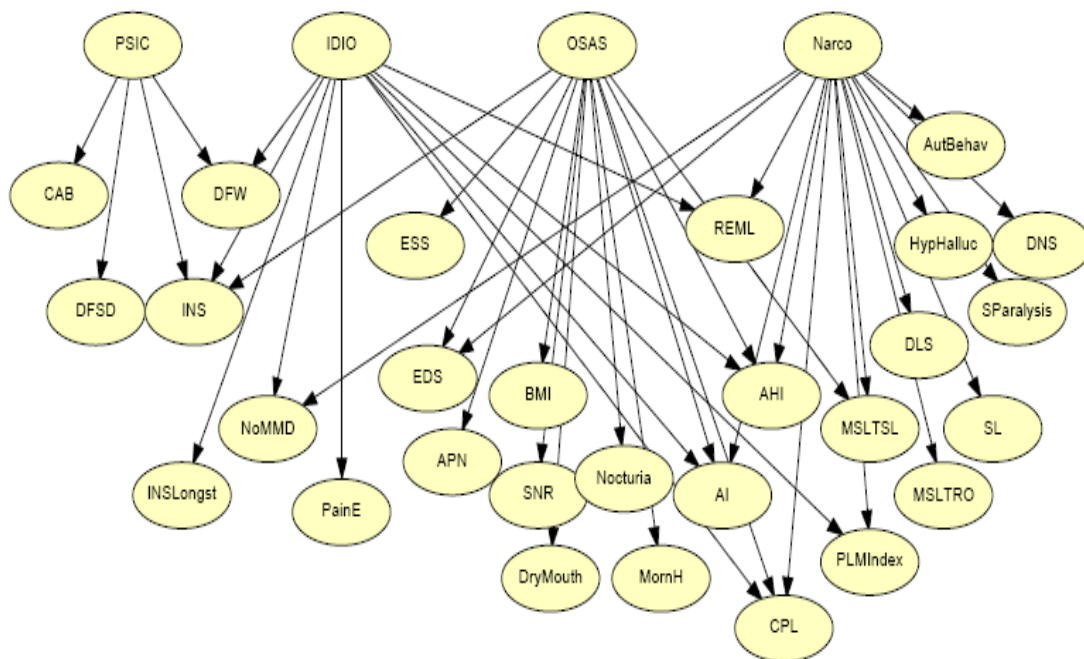 PSIC
IDIO
OSAS
Narco
AutBehav
CAB
DFW
ESS
REML
HypHalluc
DNS
DFSD
INS
SParalysis
DLS
EDS
BMI
AHI
NoMMD
MSLTSL
SL
APN
INSLongst
SNR
Nocturia
AI
MSLTRO
PainE
PLMIndex
DryMouth
MornH
CPL